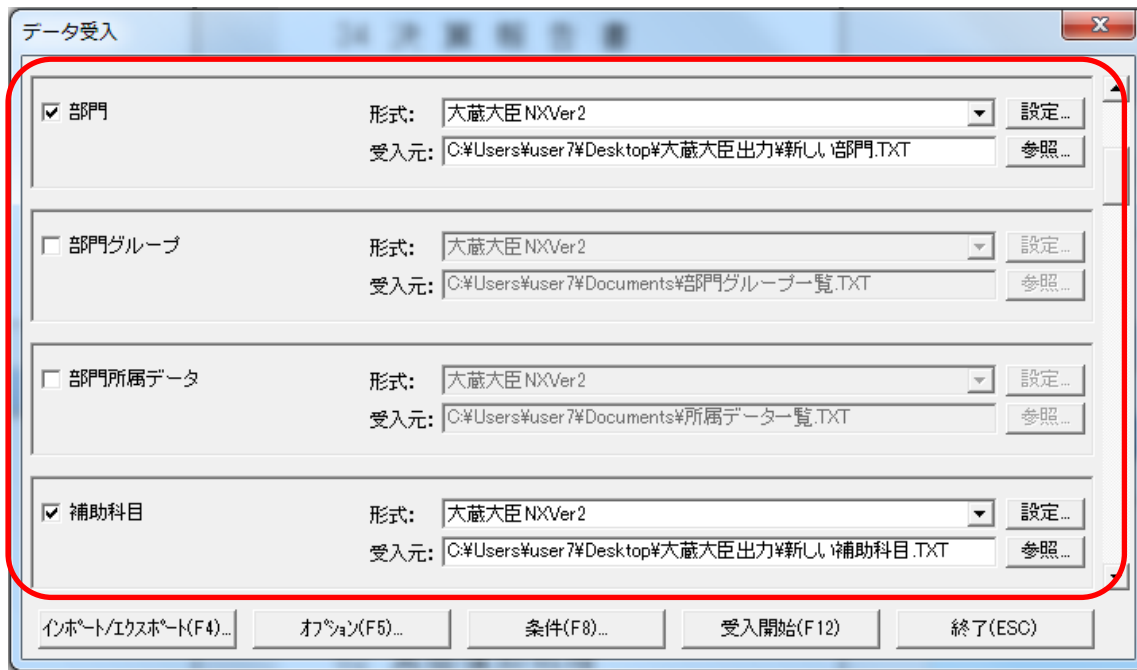 24 決 算 報 告 書
データ受入
部門
形式: 大蔵大臣NXVer2 設定...
受入元: C:¥Users¥user7¥Desktop¥大蔵大臣出力¥新しい部門.TXT 参照...
部門グループ
形式: 大蔵大臣NXVer2 設定...
受入元: C:¥Users¥user7¥Documents¥部門グループ一覧.TXT 参照...
部門所属データ
形式: 大蔵大臣NXVer2 設定...
受入元: C:¥Users¥user7¥Documents¥所属データ一覧.TXT 参照...
補助科目
形式: 大蔵大臣NXVer2 設定...
受入元: C:¥Users¥user7¥Desktop¥大蔵大臣出力¥新しい補助科目.TXT 参照...
ｲﾝﾎﾟｰﾄ/ｴｸｽﾎﾟｰﾄ(F4)... ｵﾌﾟｼｮﾝ(F5)... 条件(F8)... 受入開始(F12) 終了(ESC)